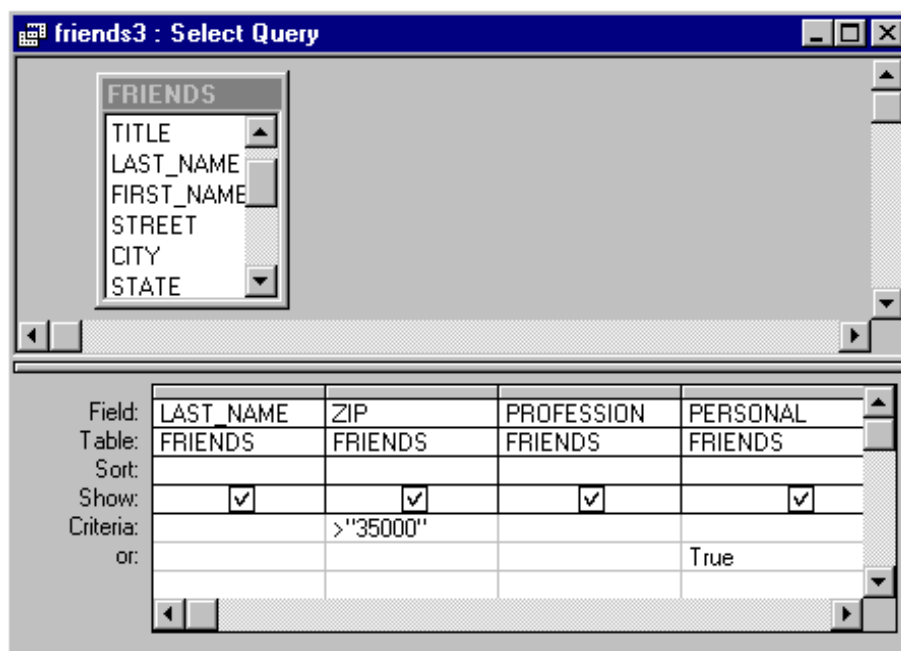 friends3 : Select Query
FRIENDS
TITLE
LAST_NAME
FIRST_NAME
STREET
CITY
STATE
Field: LAST_NAME ZIP PROFESSION PERSONAL
Table: FRIENDS FRIENDS FRIENDS FRIENDS
Sort:
Show:
Criteria: >"35000"
or: True